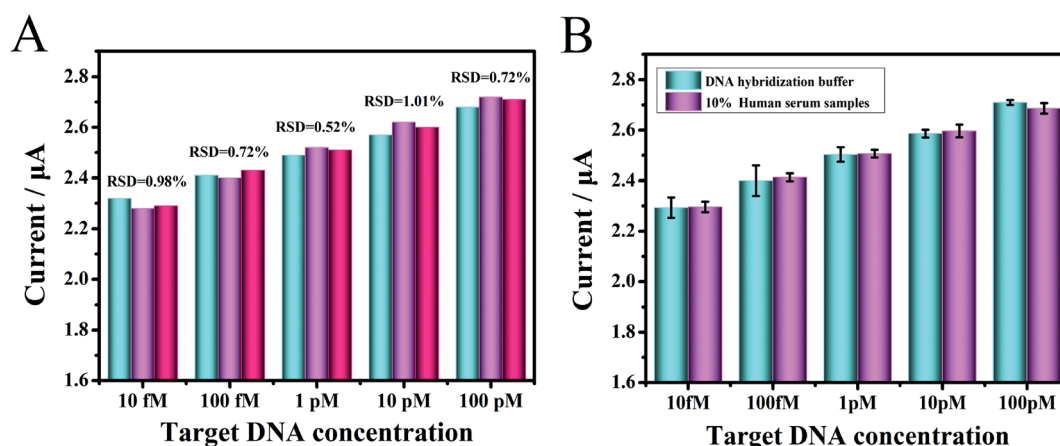 A
Current / μA
2.8
2.6
2.4
2.2
2.0
1.8
1.6
RSD=0.98%
RSD=0.72%
RSD=0.52%
RSD=1.01%
RSD=0.72%
10 fM 100 fM 1 pM 10 pM 100 pM
Target DNA concentration
B
Current / μA
2.8
2.6
2.4
2.2
2.0
1.8
1.6
DNA hybridization buffer
10% Human serum samples
10fM 100fM 1pM 10pM 100pM
Target DNA concentration